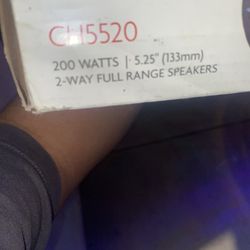 CH5520
200 WATTS | 5.25" (133mm)
2-WAY FULL RANGE SPEAKERS